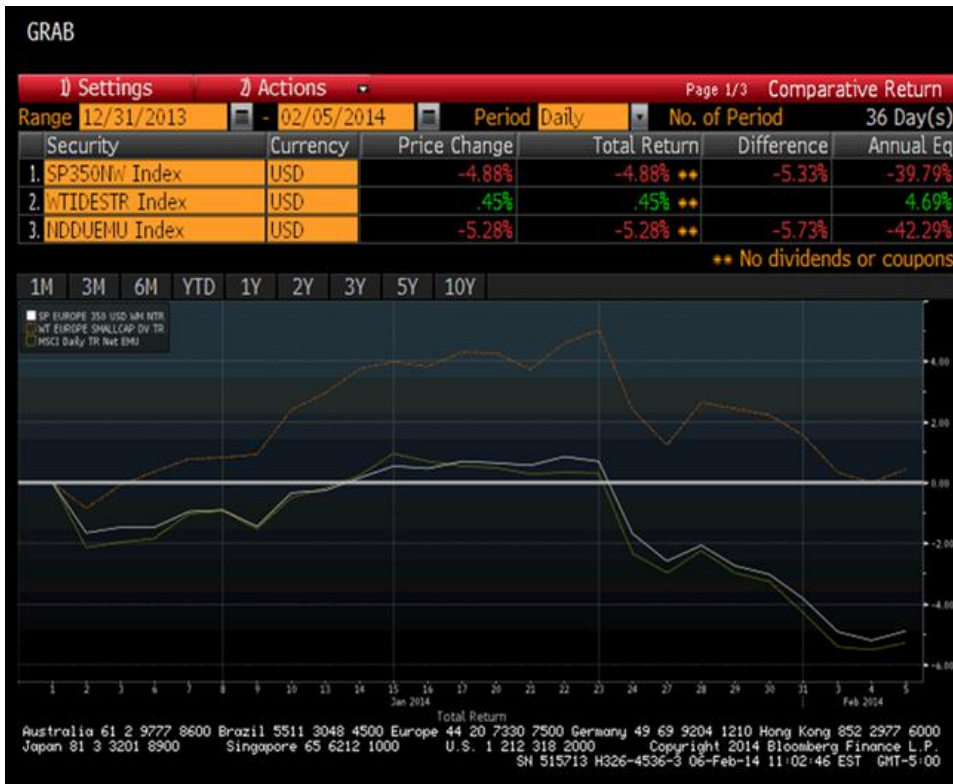 GRAB
1) Settings 2) Actions Page 1/3 Comparative Return
Range 12/31/2013 - 02/05/2014 Period Daily No. of Period 36 Day(s)
Security Currency Price Change Total Return Difference Annual Eq
1. SP350NW Index USD -4.88% -4.88% ** -5.33% -39.79%
2. WTIDESTR Index USD .45% .45% ** 4.69%
3. NDDUEMU Index USD -5.28% -5.28% ** -5.73% -42.29%
** No dividends or coupons
1M 3M 6M YTD 1Y 2Y 3Y 5Y 10Y
SP EUROPE 350 USD WM NTR
WT EUROPE SMALLCAP DV TR
MSCI Daily TR Net EMU
4.00
2.00
0.00
-2.00
-4.00
-6.00
1 2 3 6 7 8 9 10 13 14 15 16 17 20 21 22 23 24 27 28 29 30 31 3 4 5
Jan 2014 Feb 2014
Total Return
Australia 61 2 9777 8600 Brazil 5511 3048 4500 Europe 44 20 7330 7500 Germany 49 69 9204 1210 Hong Kong 852 2977 6000
Japan 81 3 3201 8900 Singapore 65 6212 1000 U.S. 1 212 318 2000 Copyright 2014 Bloomberg Finance L.P.
SN 515713 H326-4536-3 06-Feb-14 11:02:46 EST GMT-5:00